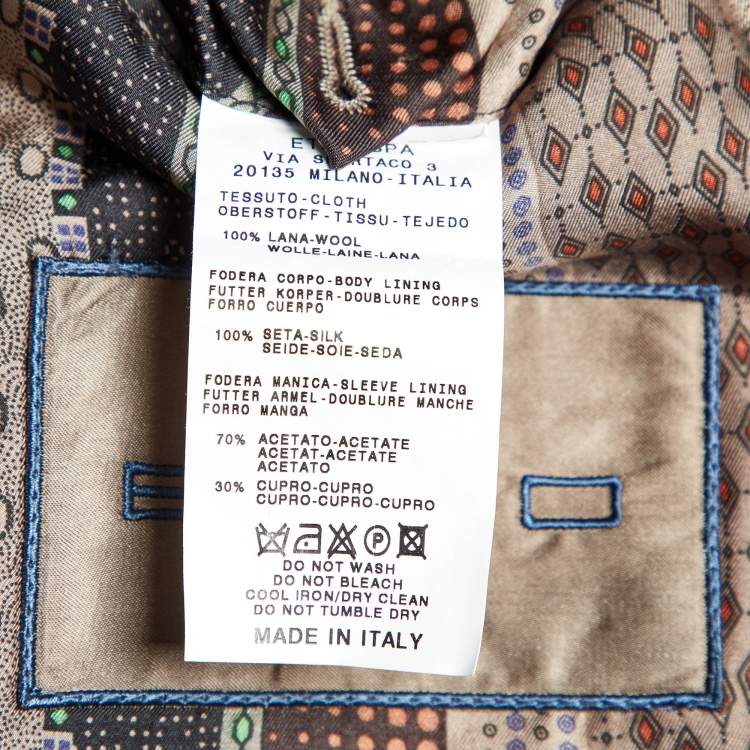 VIA SPARTACO 3
20135 MILANO-ITALIA
TESSUTO-CLOTH
OBERSTOFF-TISSU-TEJEDO
100% LANA-WOOL
WOLLE-LAINE-LANA
FODERA CORPO-BODY LINING
FUTTER KORPER-DOUBLURE CORPS
FORRO CUERPO
100% SETA-SILK
SEIDE-SOIE-SEDA
FODERA MANICA-SLEEVE LINING
FUTTER ARMEL-DOUBLURE MANCHE
FORRO MANGA
70% ACETATO-ACETATE
ACETAT-ACETATE
ACETATO
30% CUPRO-CUPRO
CUPRO-CUPRO-CUPRO
DO NOT WASH
DO NOT BLEACH
COOL IRON/DRY CLEAN
DO NOT TUMBLE DRY
MADE IN ITALY